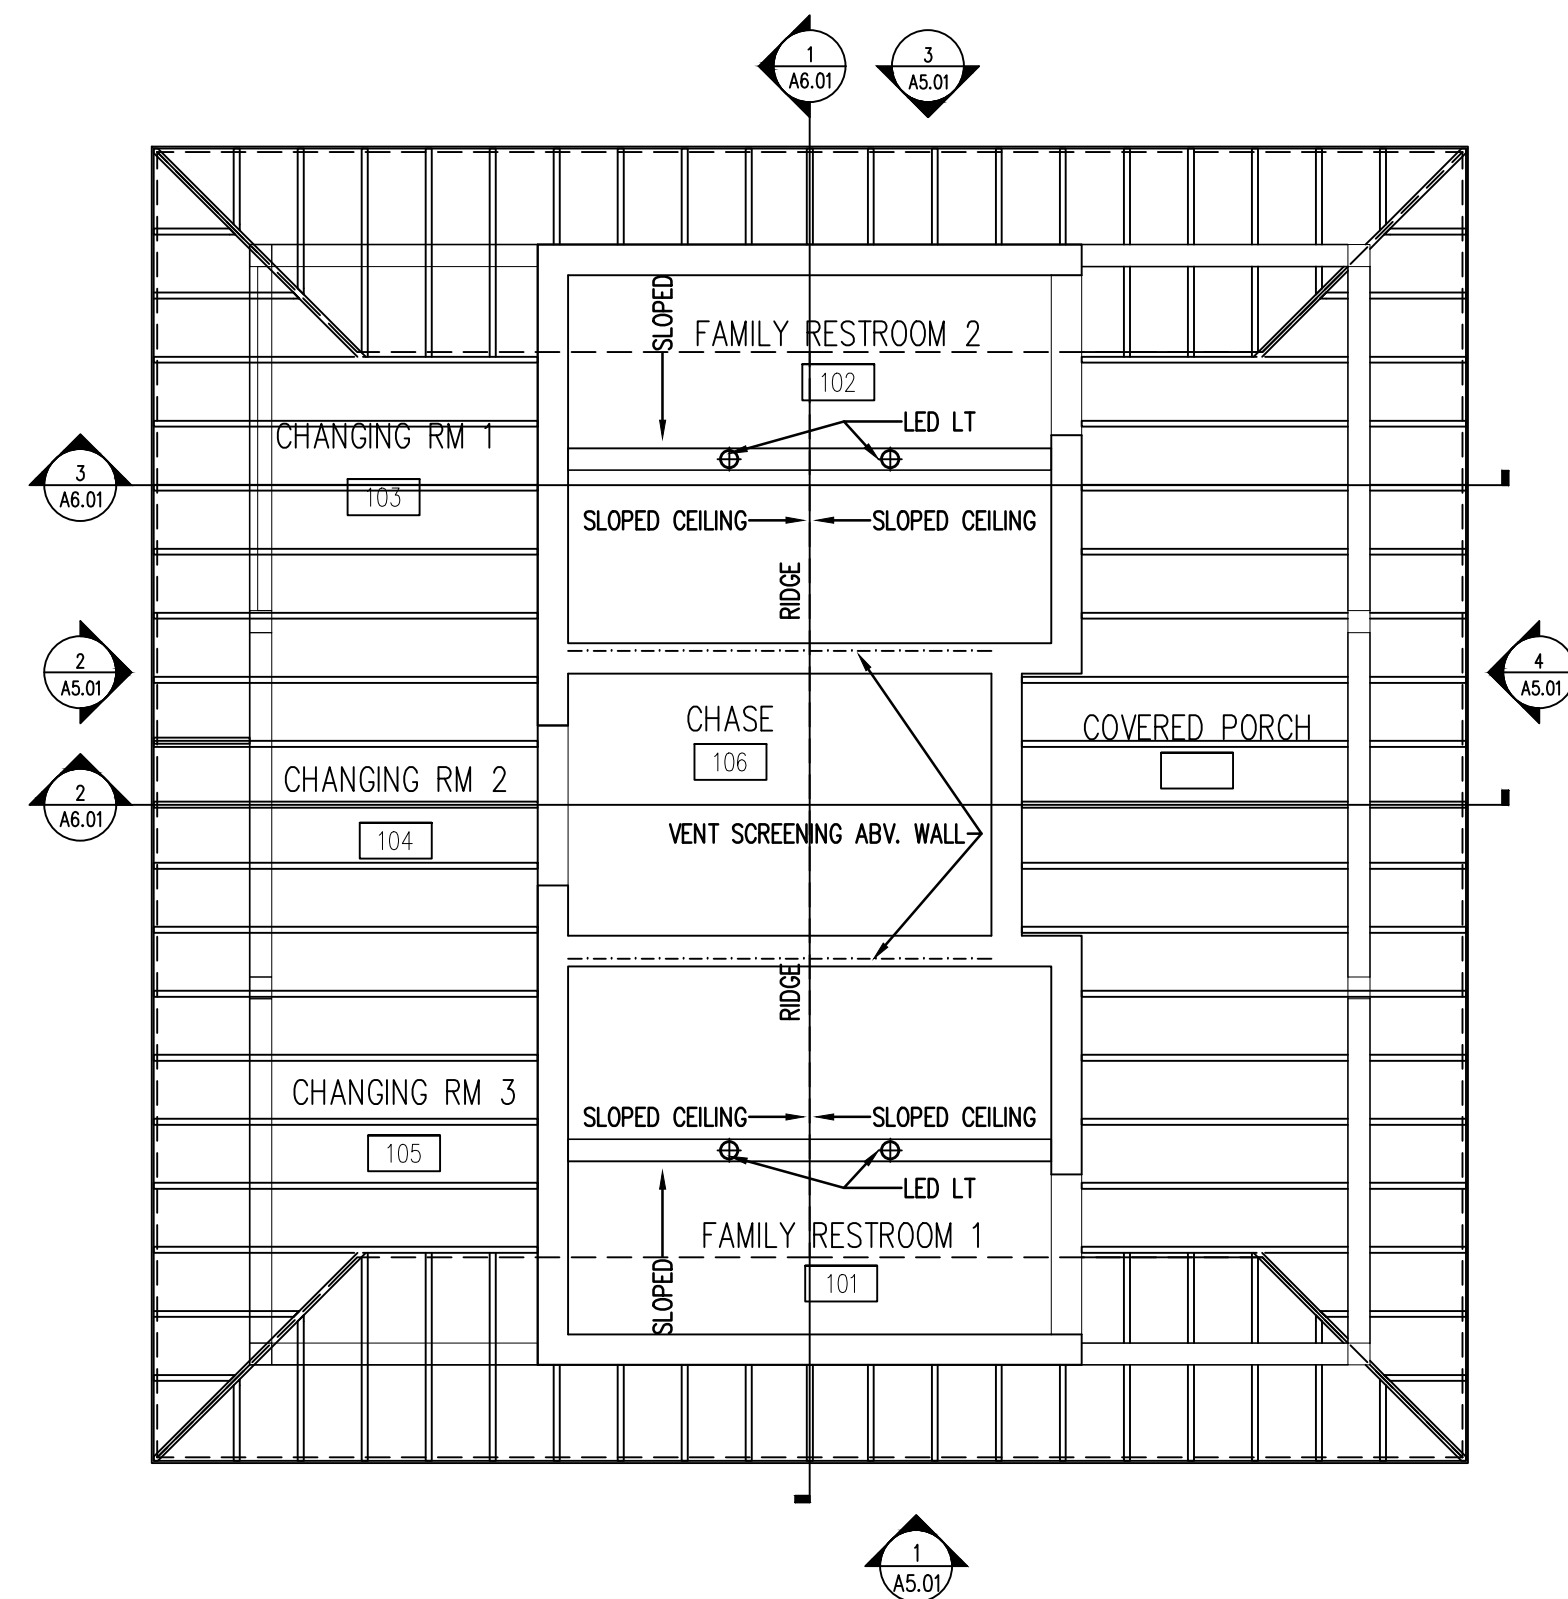 1
A6.01
3
A5.01
SLOPED
FAMILY RESTROOM 2
102
LED LT
CHANGING RM 1
103
3
A6.01
SLOPED CEILING
SLOPED CEILING
RIDGE
2
A5.01
4
A5.01
CHASE
106
COVERED PORCH
CHANGING RM 2
104
2
A6.01
VENT SCREENING ABV. WALL
RIDGE
CHANGING RM 3
105
SLOPED CEILING
SLOPED CEILING
LED LT
FAMILY RESTROOM 1
101
SLOPED
1
A5.01